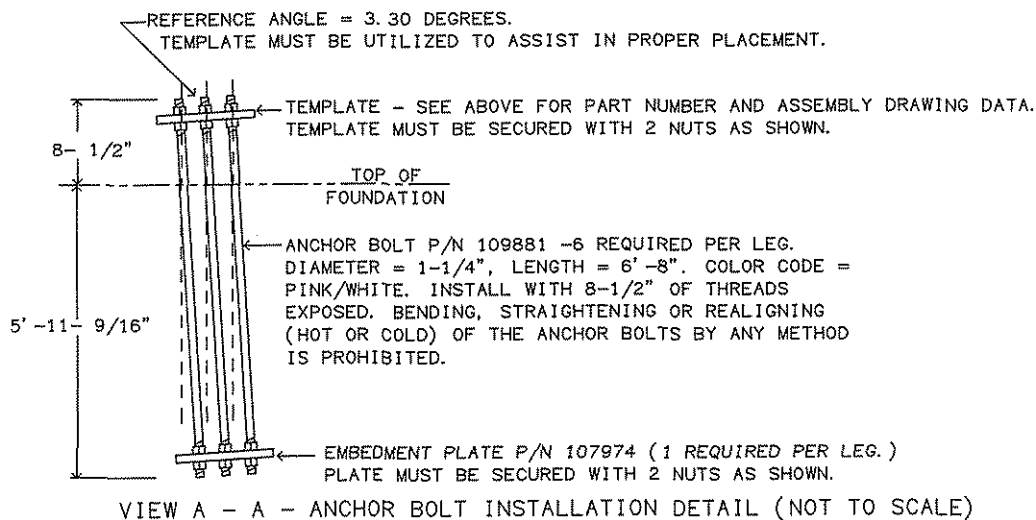 REFERENCE ANGLE = 3.30 DEGREES.
TEMPLATE MUST BE UTILIZED TO ASSIST IN PROPER PLACEMENT.
TEMPLATE - SEE ABOVE FOR PART NUMBER AND ASSEMBLY DRAWING DATA.
TEMPLATE MUST BE SECURED WITH 2 NUTS AS SHOWN.
8- 1/2"
TOP OF
FOUNDATION
ANCHOR BOLT P/N 109881 -6 REQUIRED PER LEG.
DIAMETER = 1-1/4", LENGTH = 6'-8". COLOR CODE =
PINK/WHITE. INSTALL WITH 8-1/2" OF THREADS
EXPOSED. BENDING, STRAIGHTENING OR REALIGNING
(HOT OR COLD) OF THE ANCHOR BOLTS BY ANY METHOD
IS PROHIBITED.
5'-11- 9/16"
EMBEDMENT PLATE P/N 107974 (1 REQUIRED PER LEG.)
PLATE MUST BE SECURED WITH 2 NUTS AS SHOWN.
VIEW A - A - ANCHOR BOLT INSTALLATION DETAIL (NOT TO SCALE)